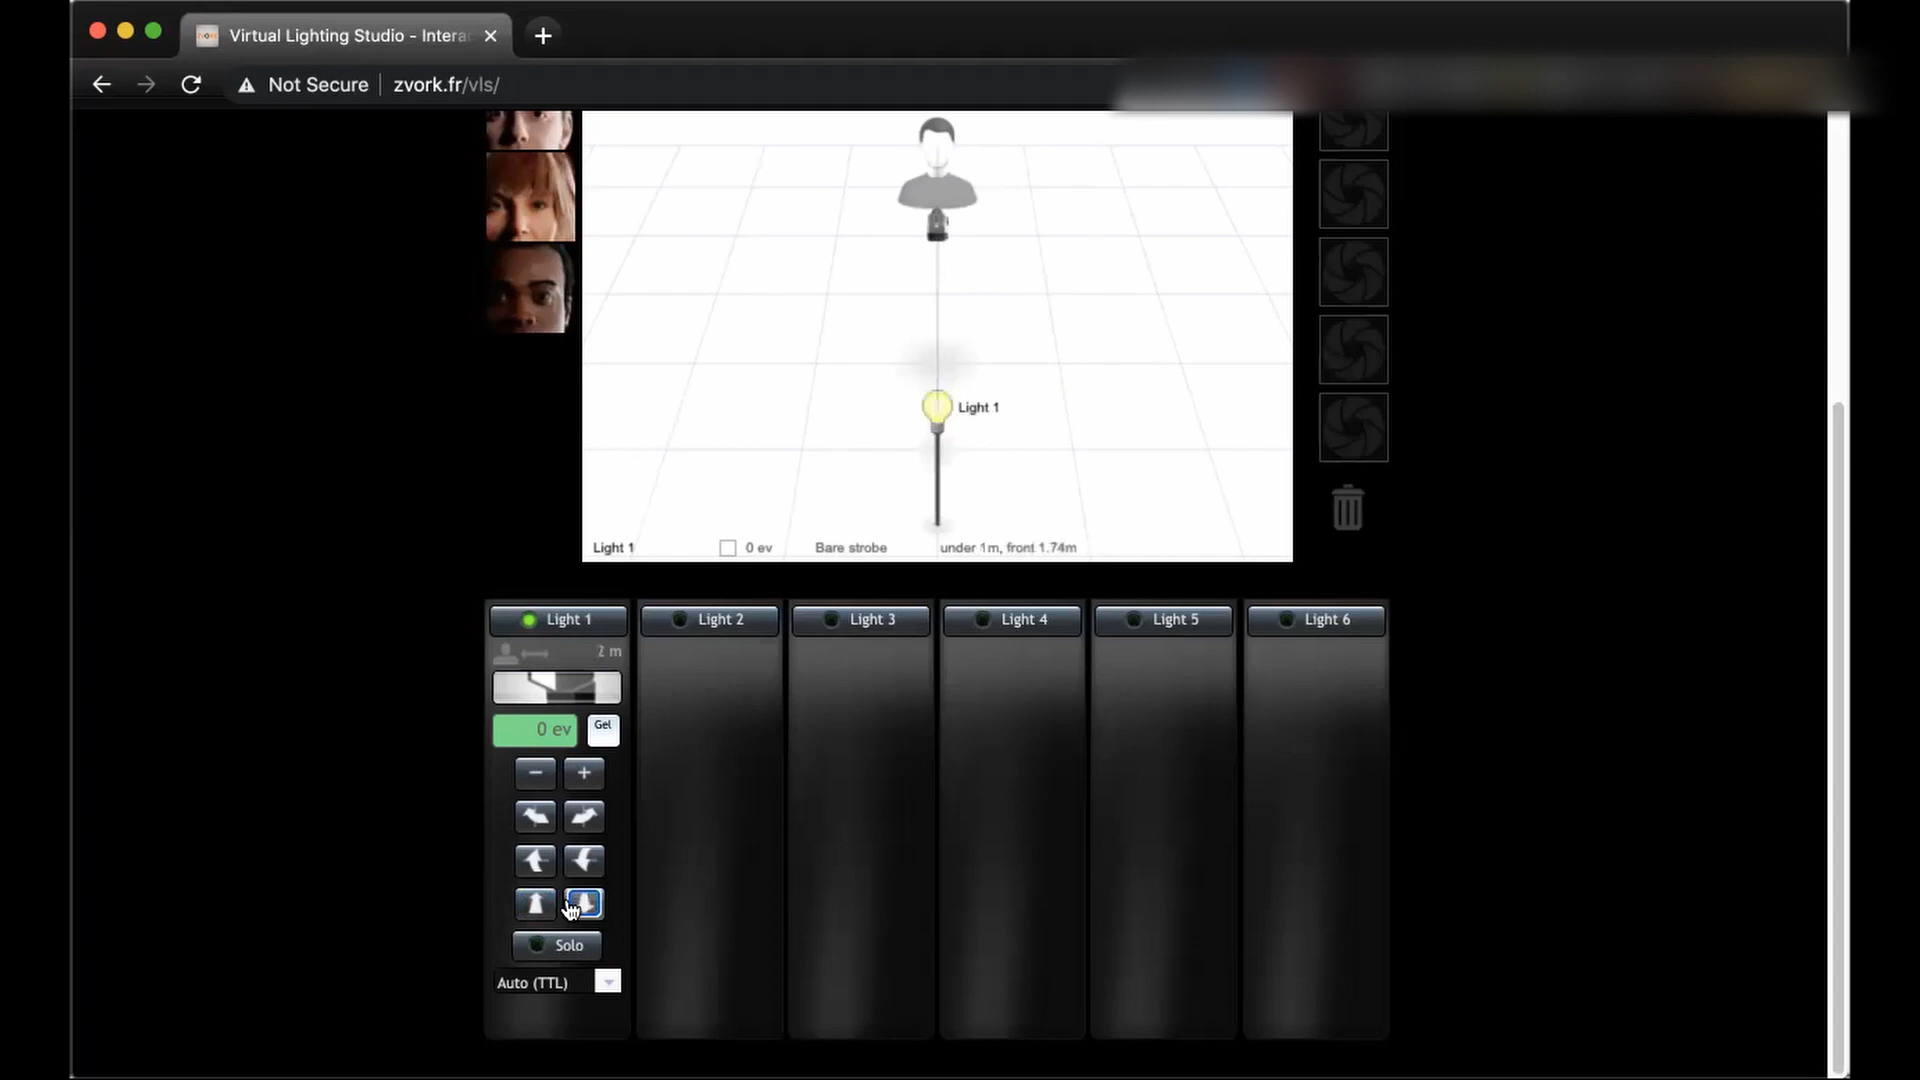 Virtual Lighting Studio - Intera
Not Secure
zvork.fr/vls/
Light 1
Light 1
0 ev
Bare strobe
under 1m, front 1.74m
Light 1
Light 2
Light 3
Light 4
Light 5
Light 6
2 m
0 ev
Gel
Solo
Auto (TTL)